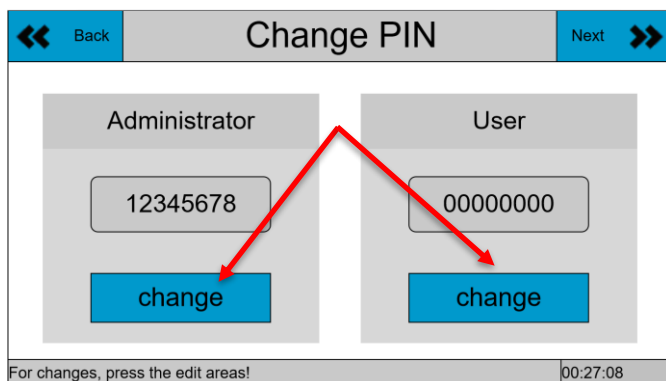 Back
Change PIN
Next
Administrator
User
12345678
00000000
change
change
For changes, press the edit areas!
00:27:08